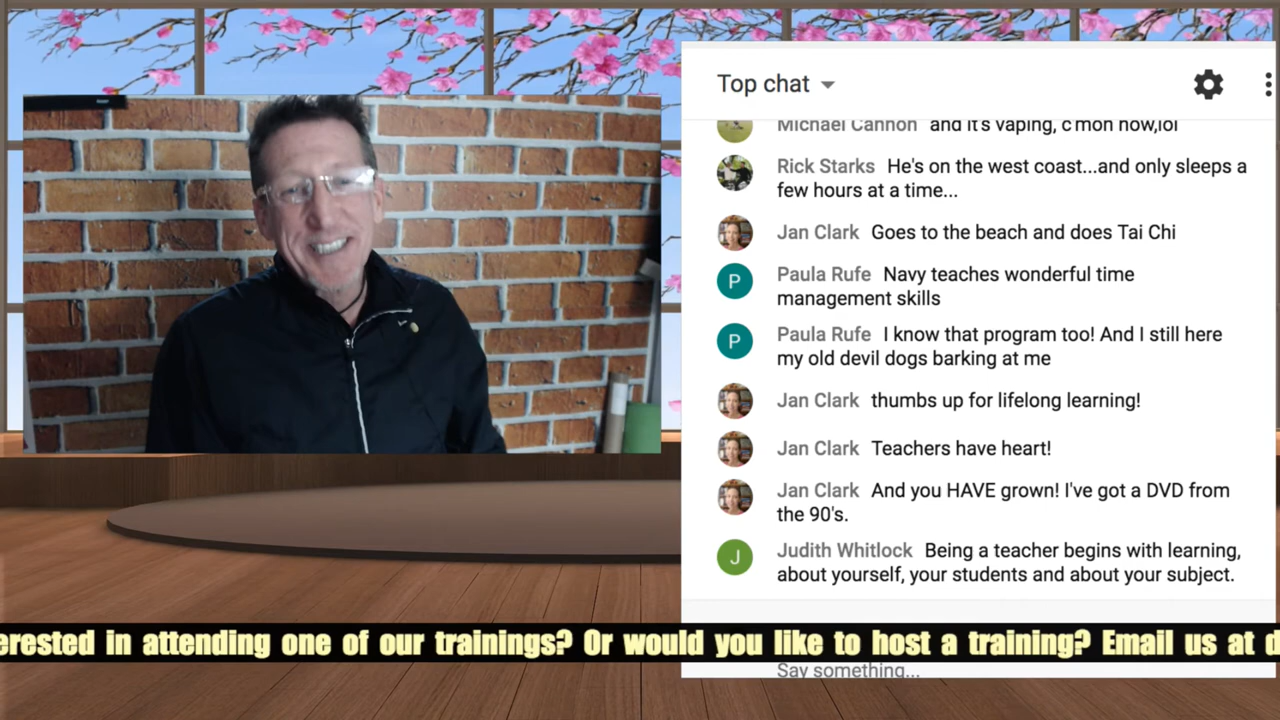 Top chat
Michael Cannon and it's vaping, c'mon now,lol
Rick Starks He's on the west coast...and only sleeps a
few hours at a time...
Jan Clark Goes to the beach and does Tai Chi
Paula Rufe Navy teaches wonderful time
management skills
Paula Rufe I know that program too! And I still here
my old devil dogs barking at me
Jan Clark thumbs up for lifelong learning!
Jan Clark Teachers have heart!
Jan Clark And you HAVE grown! I've got a DVD from
the 90's.
Judith Whitlock Being a teacher begins with learning,
about yourself, your students and about your subject.
erested in attending one of our trainings? Or would you like to host a training? Email us at d
Say something...